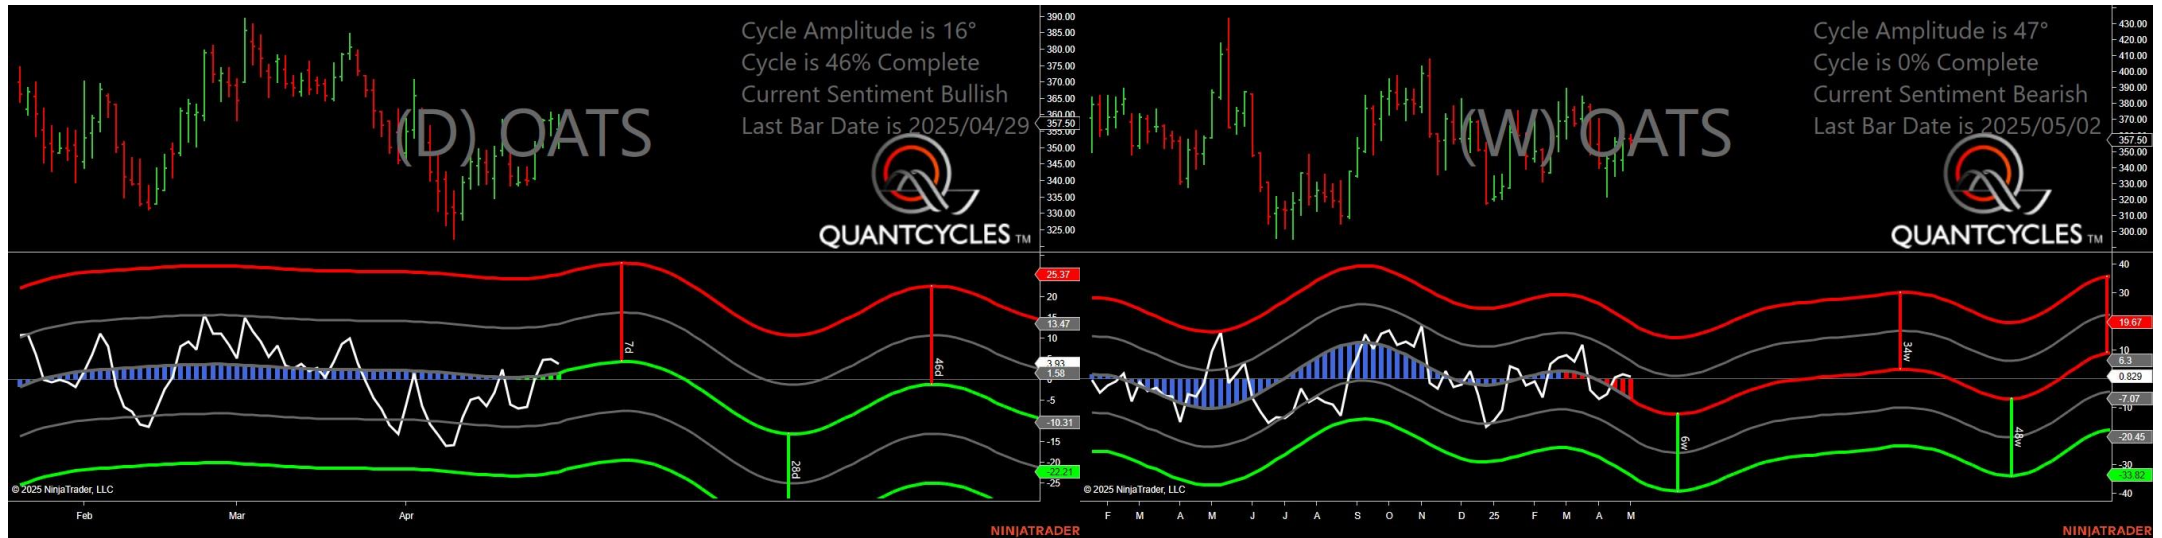 Cycle Amplitude is 16°
Cycle is 46% Complete
Current Sentiment Bullish
Last Bar Date is 2025/04/29
(D) OATS
QUANTCYCLES TM
390.00
385.00
380.00
375.00
370.00
365.00
360.00
357.50
355.00
350.00
345.00
340.00
335.00
330.00
325.00
25.37
20
15
13.47
10
5
3.93
1.58
-5
-10.31
-15
-20
-22.21
-25
7d
28d
46d
© 2025 NinjaTrader, LLC
Feb Mar Apr
NINJATRADER
Cycle Amplitude is 47°
Cycle is 0% Complete
Current Sentiment Bearish
Last Bar Date is 2025/05/02
(W) OATS
QUANTCYCLES TM
430.00
420.00
410.00
400.00
390.00
380.00
370.00
357.50
350.00
340.00
330.00
320.00
310.00
300.00
40
30
19.67
10
6.3
0.829
-7.07
-10
-20.45
-30
-33.82
-40
6w
34w
48w
© 2025 NinjaTrader, LLC
F M A M J J A S O N D 25 F M A M
NINJATRADER